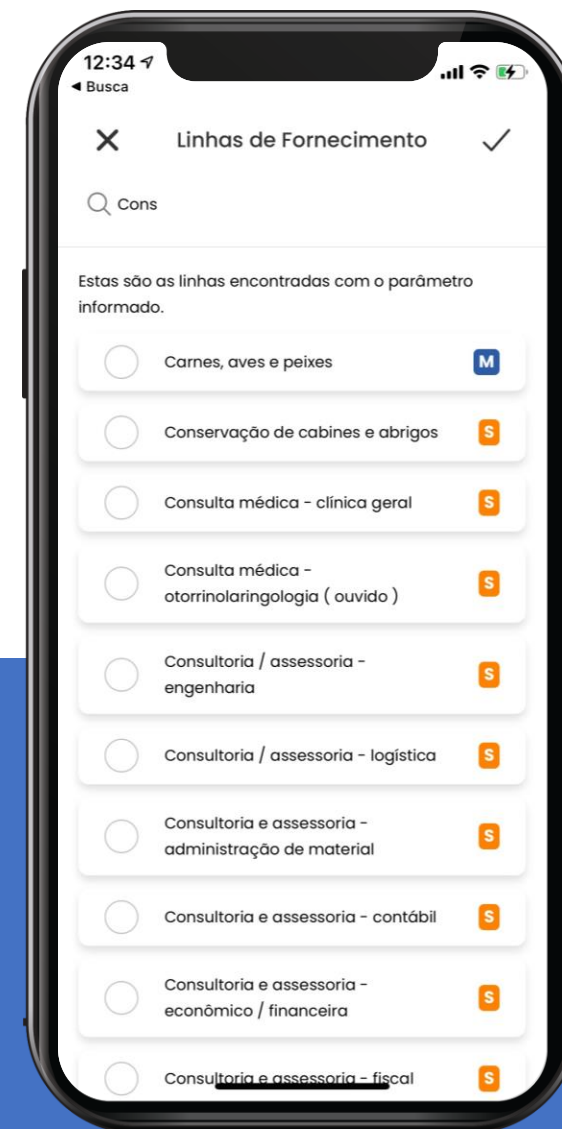 12:34
◀ Busca
Linhas de Fornecimento
Cons
Estas são as linhas encontradas com o parâmetro
informado.
Carnes, aves e peixes
M
Conservação de cabines e abrigos
S
Consulta médica - clínica geral
S
Consulta médica -
otorrinolaringologia ( ouvido )
S
Consultoria / assessoria -
engenharia
S
Consultoria / assessoria - logística
S
Consultoria e assessoria -
administração de material
S
Consultoria e assessoria - contábil
S
Consultoria e assessoria -
econômico / financeira
S
Consultoria e assessoria - fiscal
S